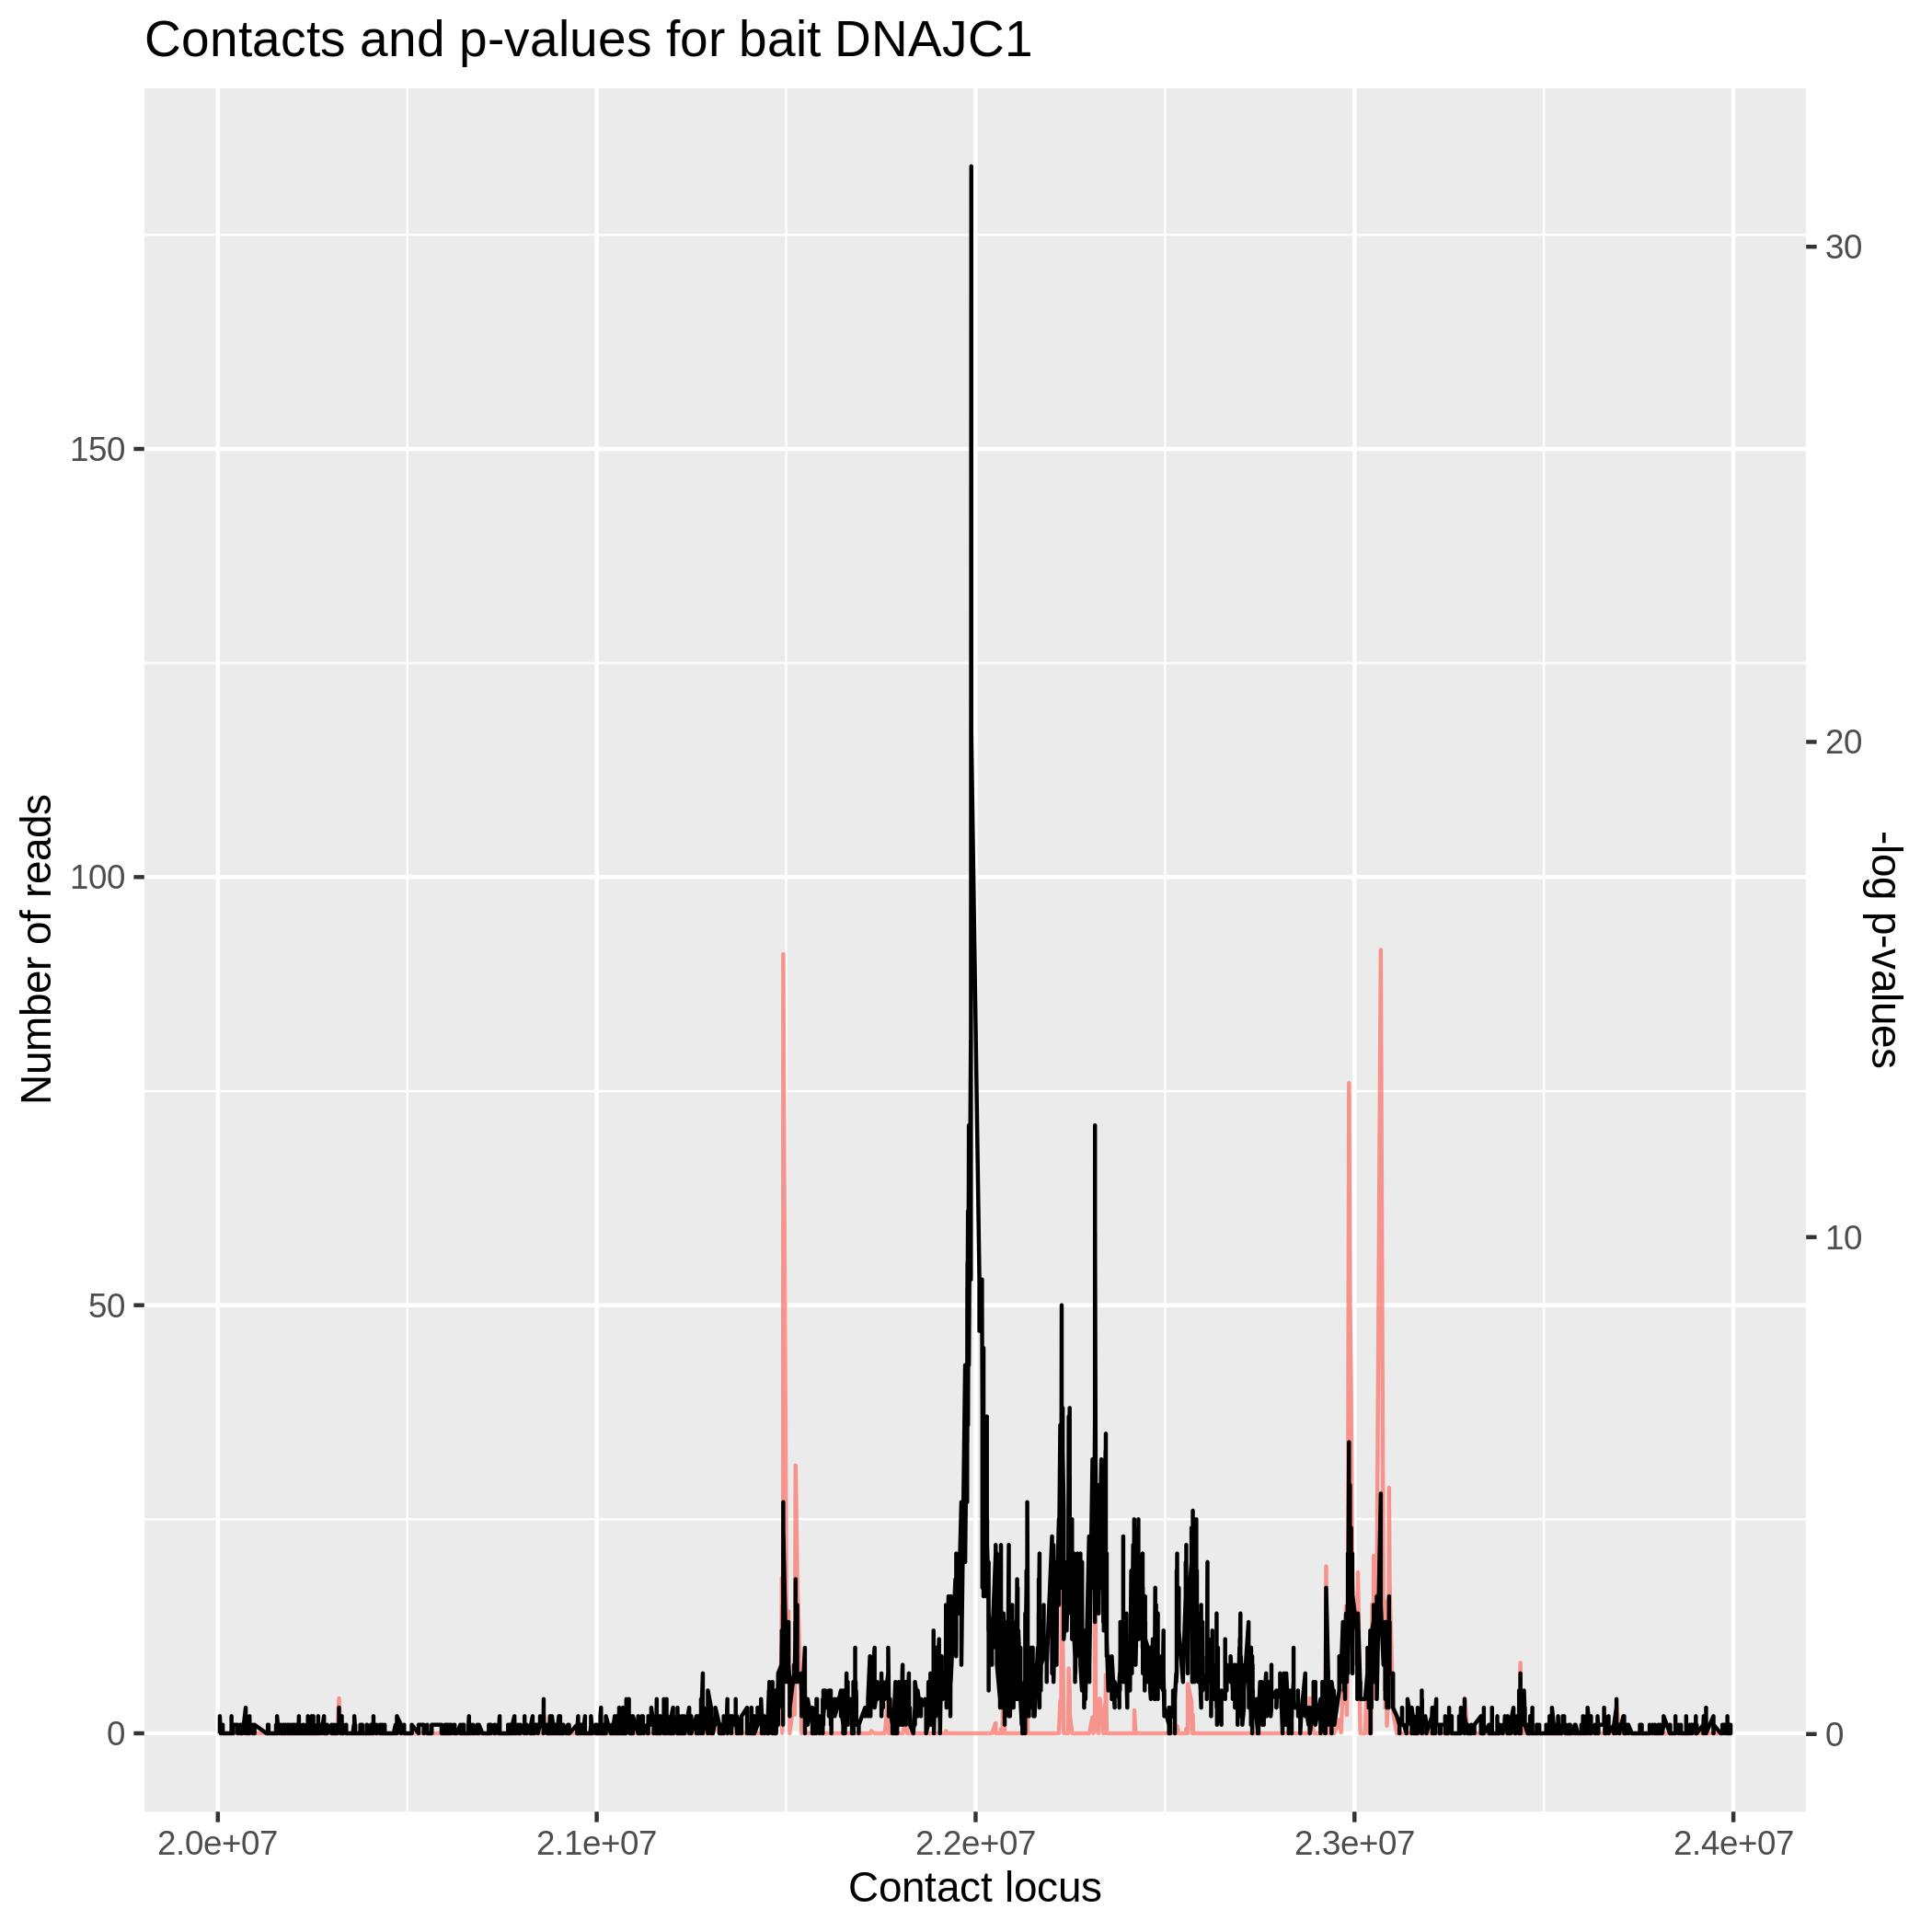 Contacts and p-values for bait DNAJC1
Number of reads
150
100
50
0
30
20
10
0
-log p-values
2.0e+07
2.1e+07
2.2e+07
2.3e+07
2.4e+07
Contact locus